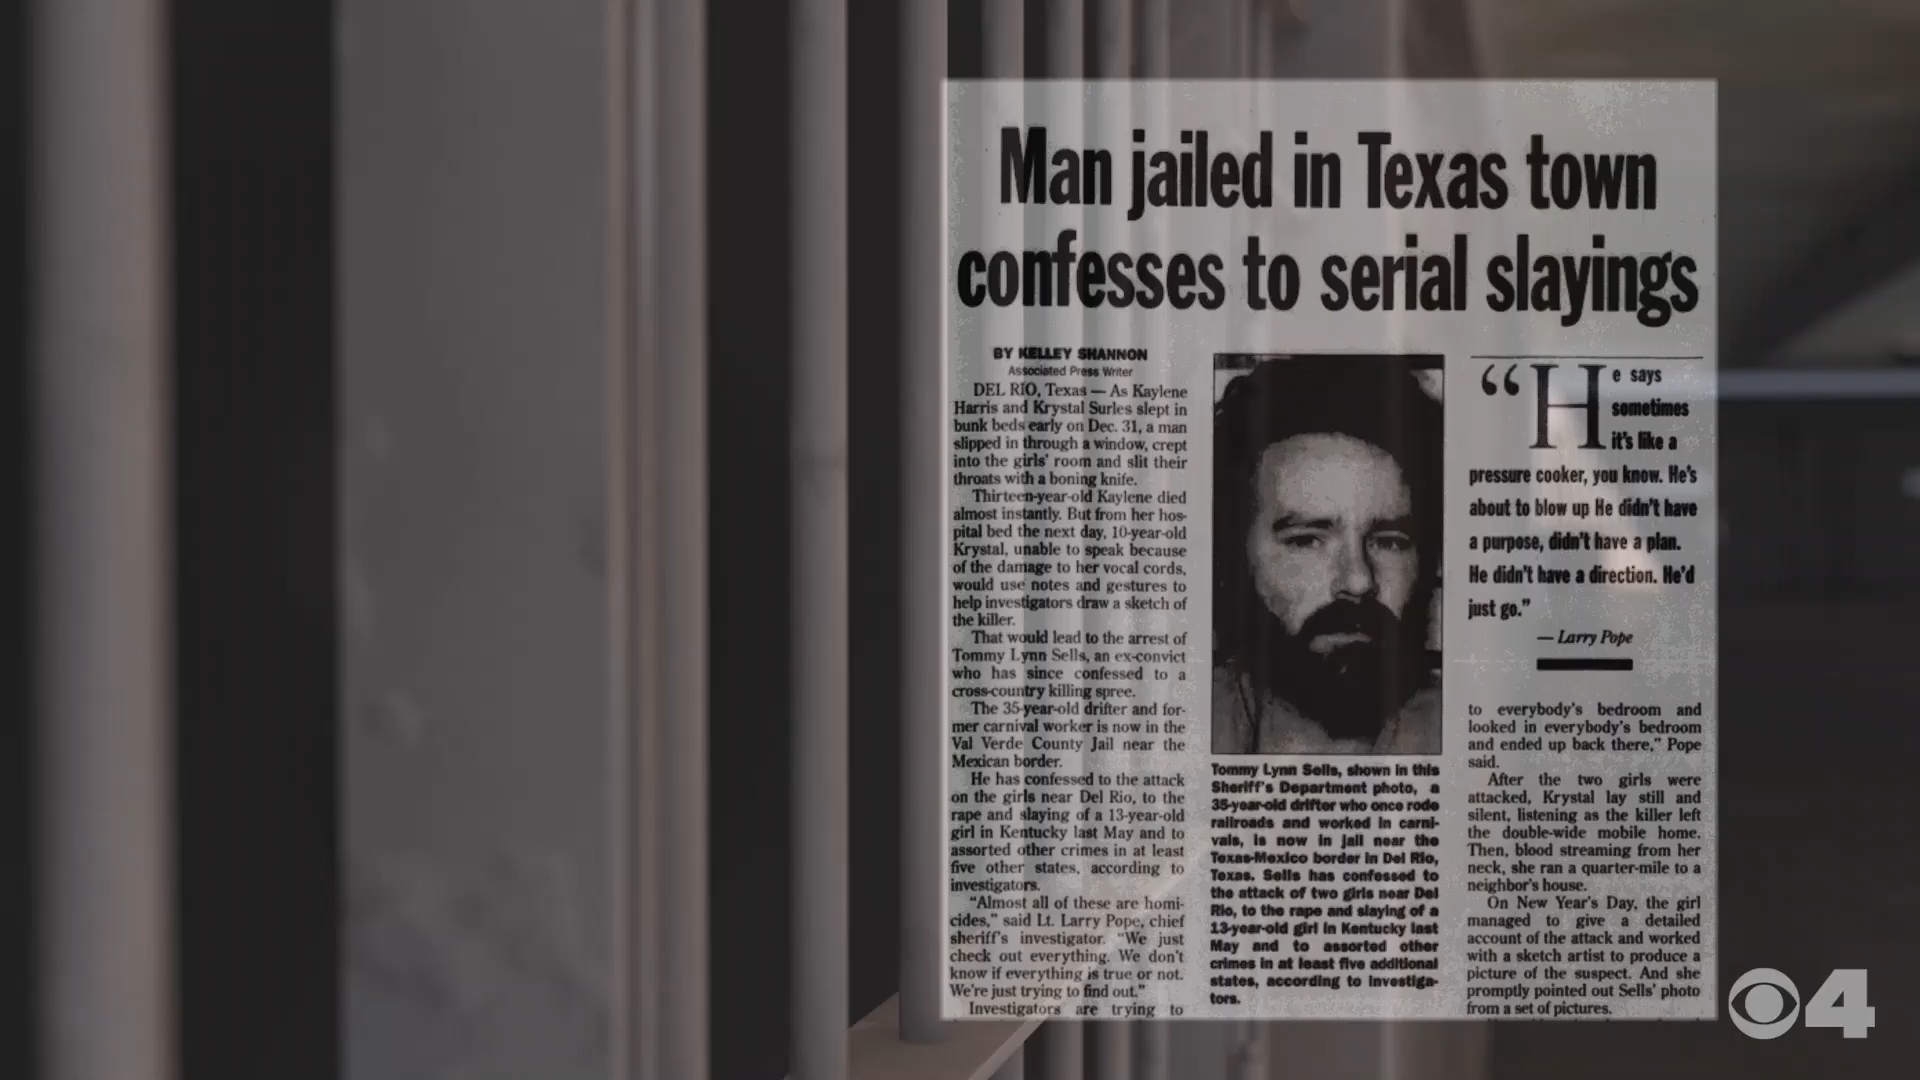 Man jailed in Texas town
confesses to serial slayings
BY KELLEY SHANNON
Associated Press Writer
DEL RIO, Texas — As Kaylene
Harris and Krystal Surles slept in
bunk beds early on Dec. 31, a man
slipped in through a window, crept
into the girls' room and slit their
throats with a boning knife.
Thirteen-year-old Kaylene died
almost instantly. But from her hos-
pital bed the next day, 10-year-old
Krystal, unable to speak because
of the damage to her vocal cords,
would use notes and gestures to
help investigators draw a sketch of
the killer.
That would lead to the arrest of
Tommy Lynn Sells, an ex-convict
who has since confessed to a
cross-country killing spree.
The 35-year-old drifter and for-
mer carnival worker is now in the
Val Verde County Jail near the
Mexican border.
He has confessed to the attack
on the girls near Del Rio, to the
rape and slaying of a 13-year-old
girl in Kentucky last May and to
assorted other crimes in at least
five other states, according to
investigators.
"Almost all of these are homi-
cides," said Lt. Larry Pope, chief
sheriff's investigator. "We just
check out everything. We don't
know if everything is true or not.
We're just trying to find out."
Investigators are trying to
Tommy Lynn Sells, shown in this
Sheriff's Department photo, a
35-year-old drifter who once rode
railroads and worked in carni-
vals, is now in jail near the
Texas-Mexico border in Del Rio,
Texas. Sells has confessed to
the attack of two girls near Del
Rio, to the rape and slaying of a
13-year-old girl in Kentucky last
May and to assorted other
crimes in at least five additional
states, according to investiga-
tors.
“He says
sometimes
it's like a
pressure cooker, you know. He's
about to blow up He didn't have
a purpose, didn't have a plan.
He didn't have a direction. He'd
just go.”
— Larry Pope
to everybody's bedroom and
looked in everybody's bedroom
and ended up back there," Pope
said.
After the two girls were
attacked, Krystal lay still and
silent, listening as the killer left
the double-wide mobile home.
Then, blood streaming from her
neck, she ran a quarter-mile to a
neighbor's house.
On New Year's Day, the girl
managed to give a detailed
account of the attack and worked
with a sketch artist to produce a
picture of the suspect. And she
promptly pointed out Sells' photo
from a set of pictures.
4